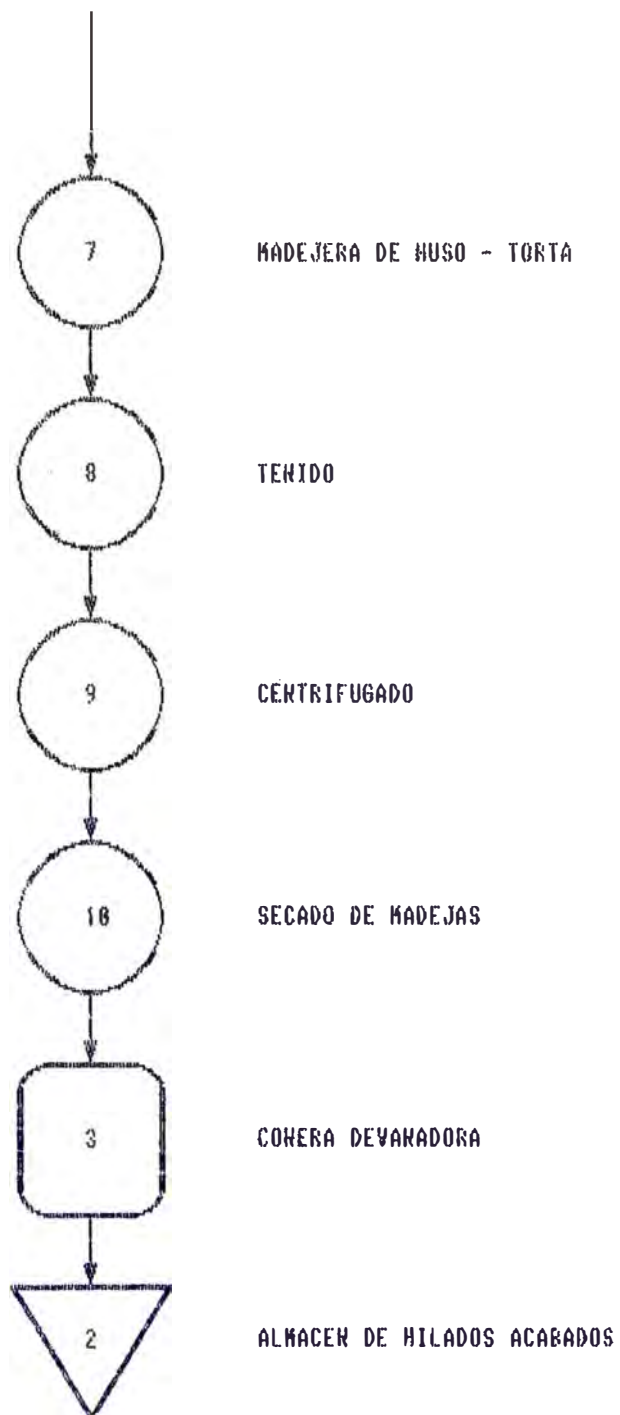 7 MADEJERA DE HUSO - TORTA
8 TENIDO
9 CENTRIFUGADO
10 SECADO DE MADEJAS
3 CONERA DEVANADORA
2 ALMACEN DE HILADOS ACABADOS